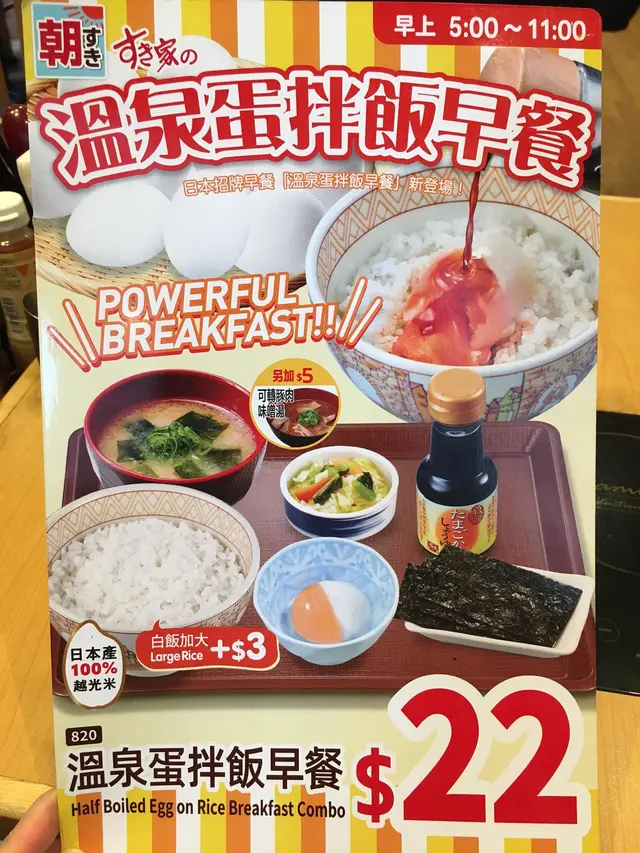 朝すき
すき家の
早上 5:00～11:00
溫泉蛋拌飯早餐
日本招牌早餐「溫泉蛋拌飯早餐」新登場！
POWERFUL
BREAKFAST!!
另加$5
可轉豚肉
味噌湯
たまごか
しょうゆ
日本產
100%
越光米
白飯加大
Large Rice
+$3
820
溫泉蛋拌飯早餐
Half Boiled Egg on Rice Breakfast Combo
$22